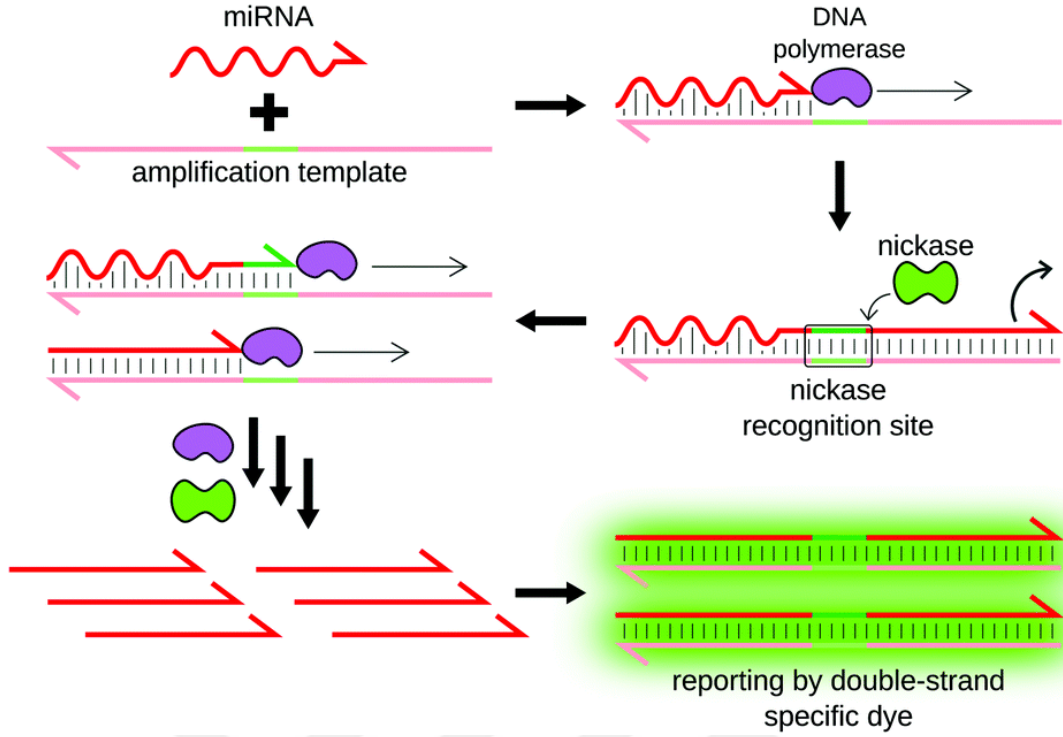 miRNA
amplification template
DNA
polymerase
nickase
nickase
recognition site
reporting by double-strand
specific dye